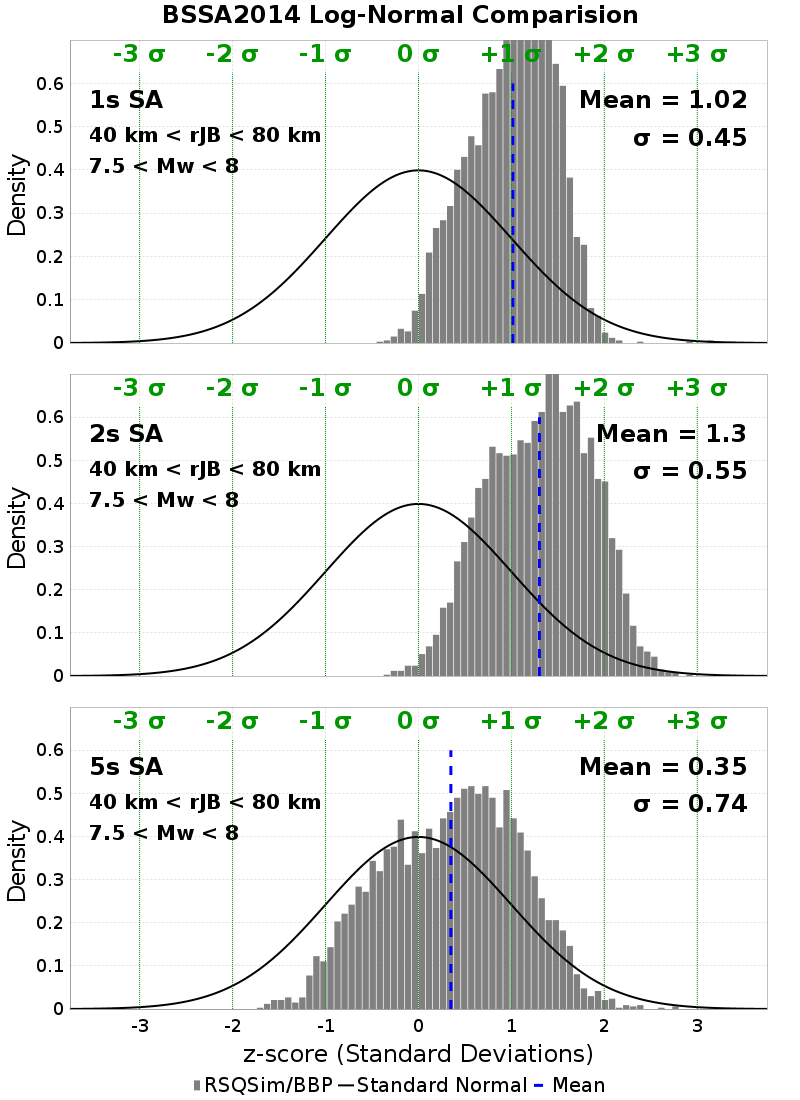 BSSA2014 Log-Normal Comparision
-3 σ -2 σ -1 σ 0 σ +1 σ +2 σ +3 σ
1s SA Mean = 1.02
40 km < rJB < 80 km σ = 0.45
7.5 < Mw < 8
Density
0.6
0.5
0.4
0.3
0.2
0.1
0
-3 σ -2 σ -1 σ 0 σ +1 σ +2 σ +3 σ
2s SA Mean = 1.3
40 km < rJB < 80 km σ = 0.55
7.5 < Mw < 8
Density
0.6
0.5
0.4
0.3
0.2
0.1
0
-3 σ -2 σ -1 σ 0 σ +1 σ +2 σ +3 σ
5s SA Mean = 0.35
40 km < rJB < 80 km σ = 0.74
7.5 < Mw < 8
Density
0.6
0.5
0.4
0.3
0.2
0.1
0
-3 -2 -1 0 1 2 3
z-score (Standard Deviations)
RSQSim/BBP Standard Normal Mean